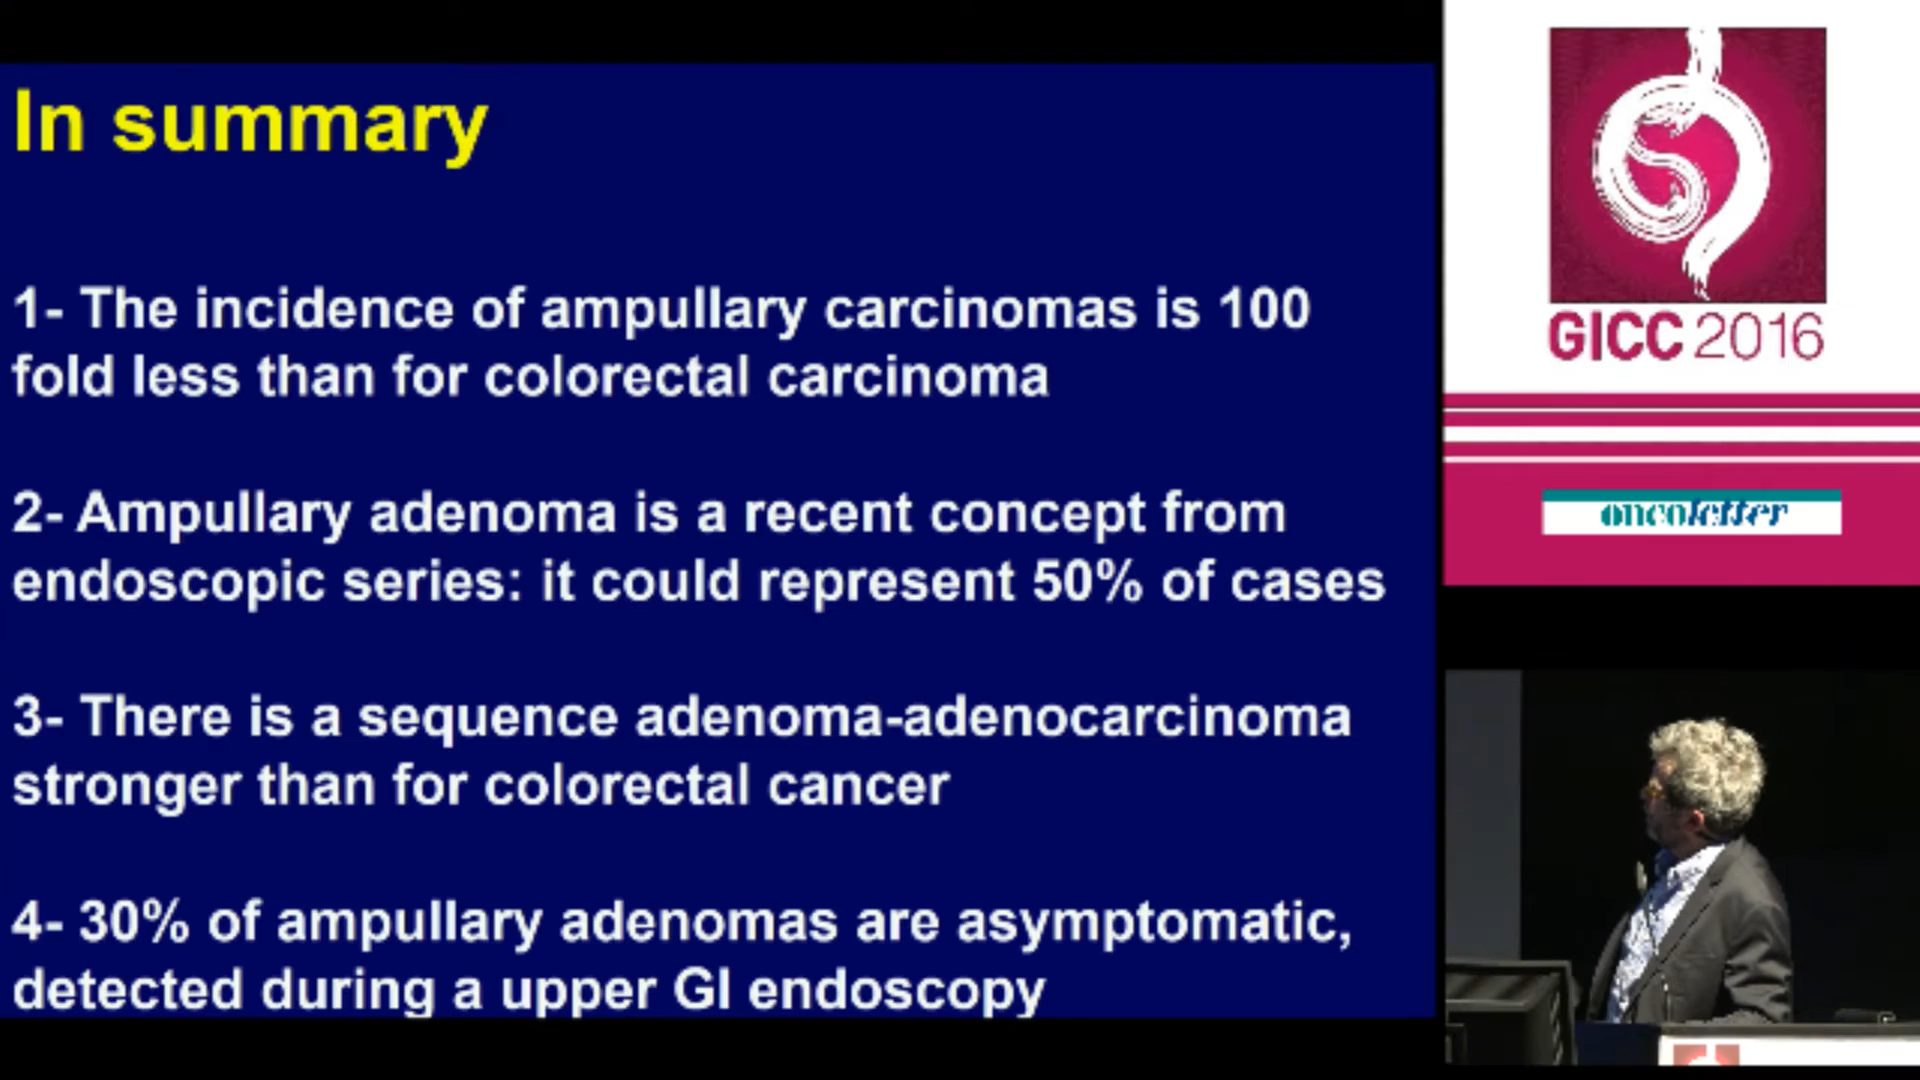 In summary
1- The incidence of ampullary carcinomas is 100
fold less than for colorectal carcinoma
2- Ampullary adenoma is a recent concept from
endoscopic series: it could represent 50% of cases
3- There is a sequence adenoma-adenocarcinoma
stronger than for colorectal cancer
4- 30% of ampullary adenomas are asymptomatic,
detected during a upper GI endoscopy
GICC 2016
oncoletter